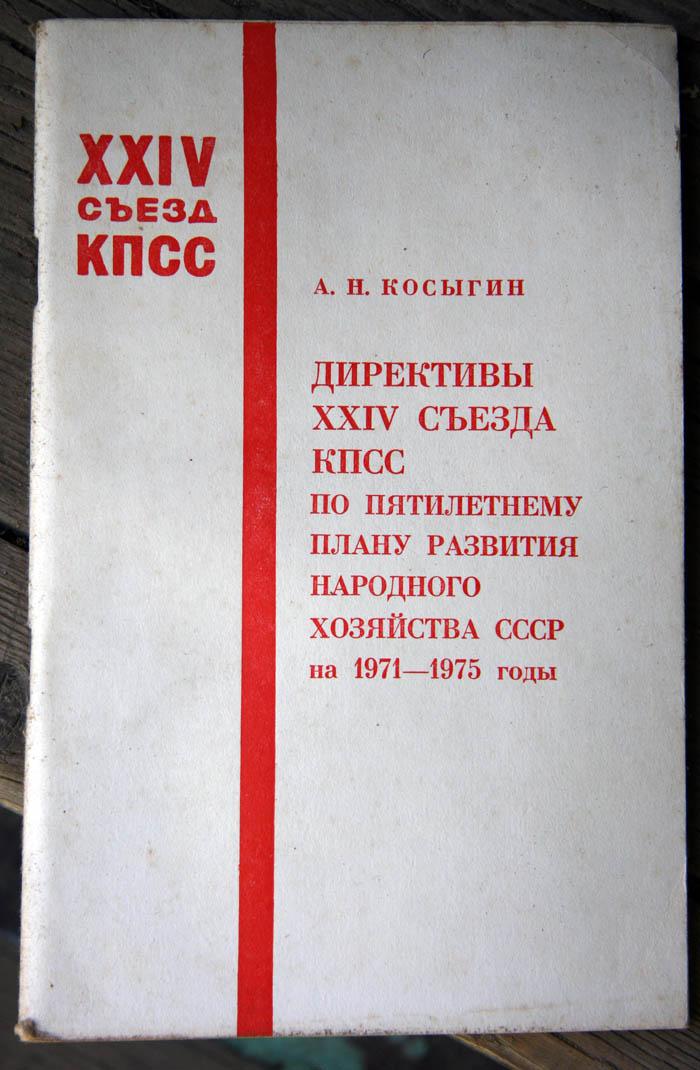 XXIV
СЪЕЗД
КПСС
А. Н. КОСЫГИН
ДИРЕКТИВЫ
XXIV СЪЕЗДА
КПСС
ПО ПЯТИЛЕТНЕМУ
ПЛАНУ РАЗВИТИЯ
НАРОДНОГО
ХОЗЯЙСТВА СССР
на 1971—1975 годы